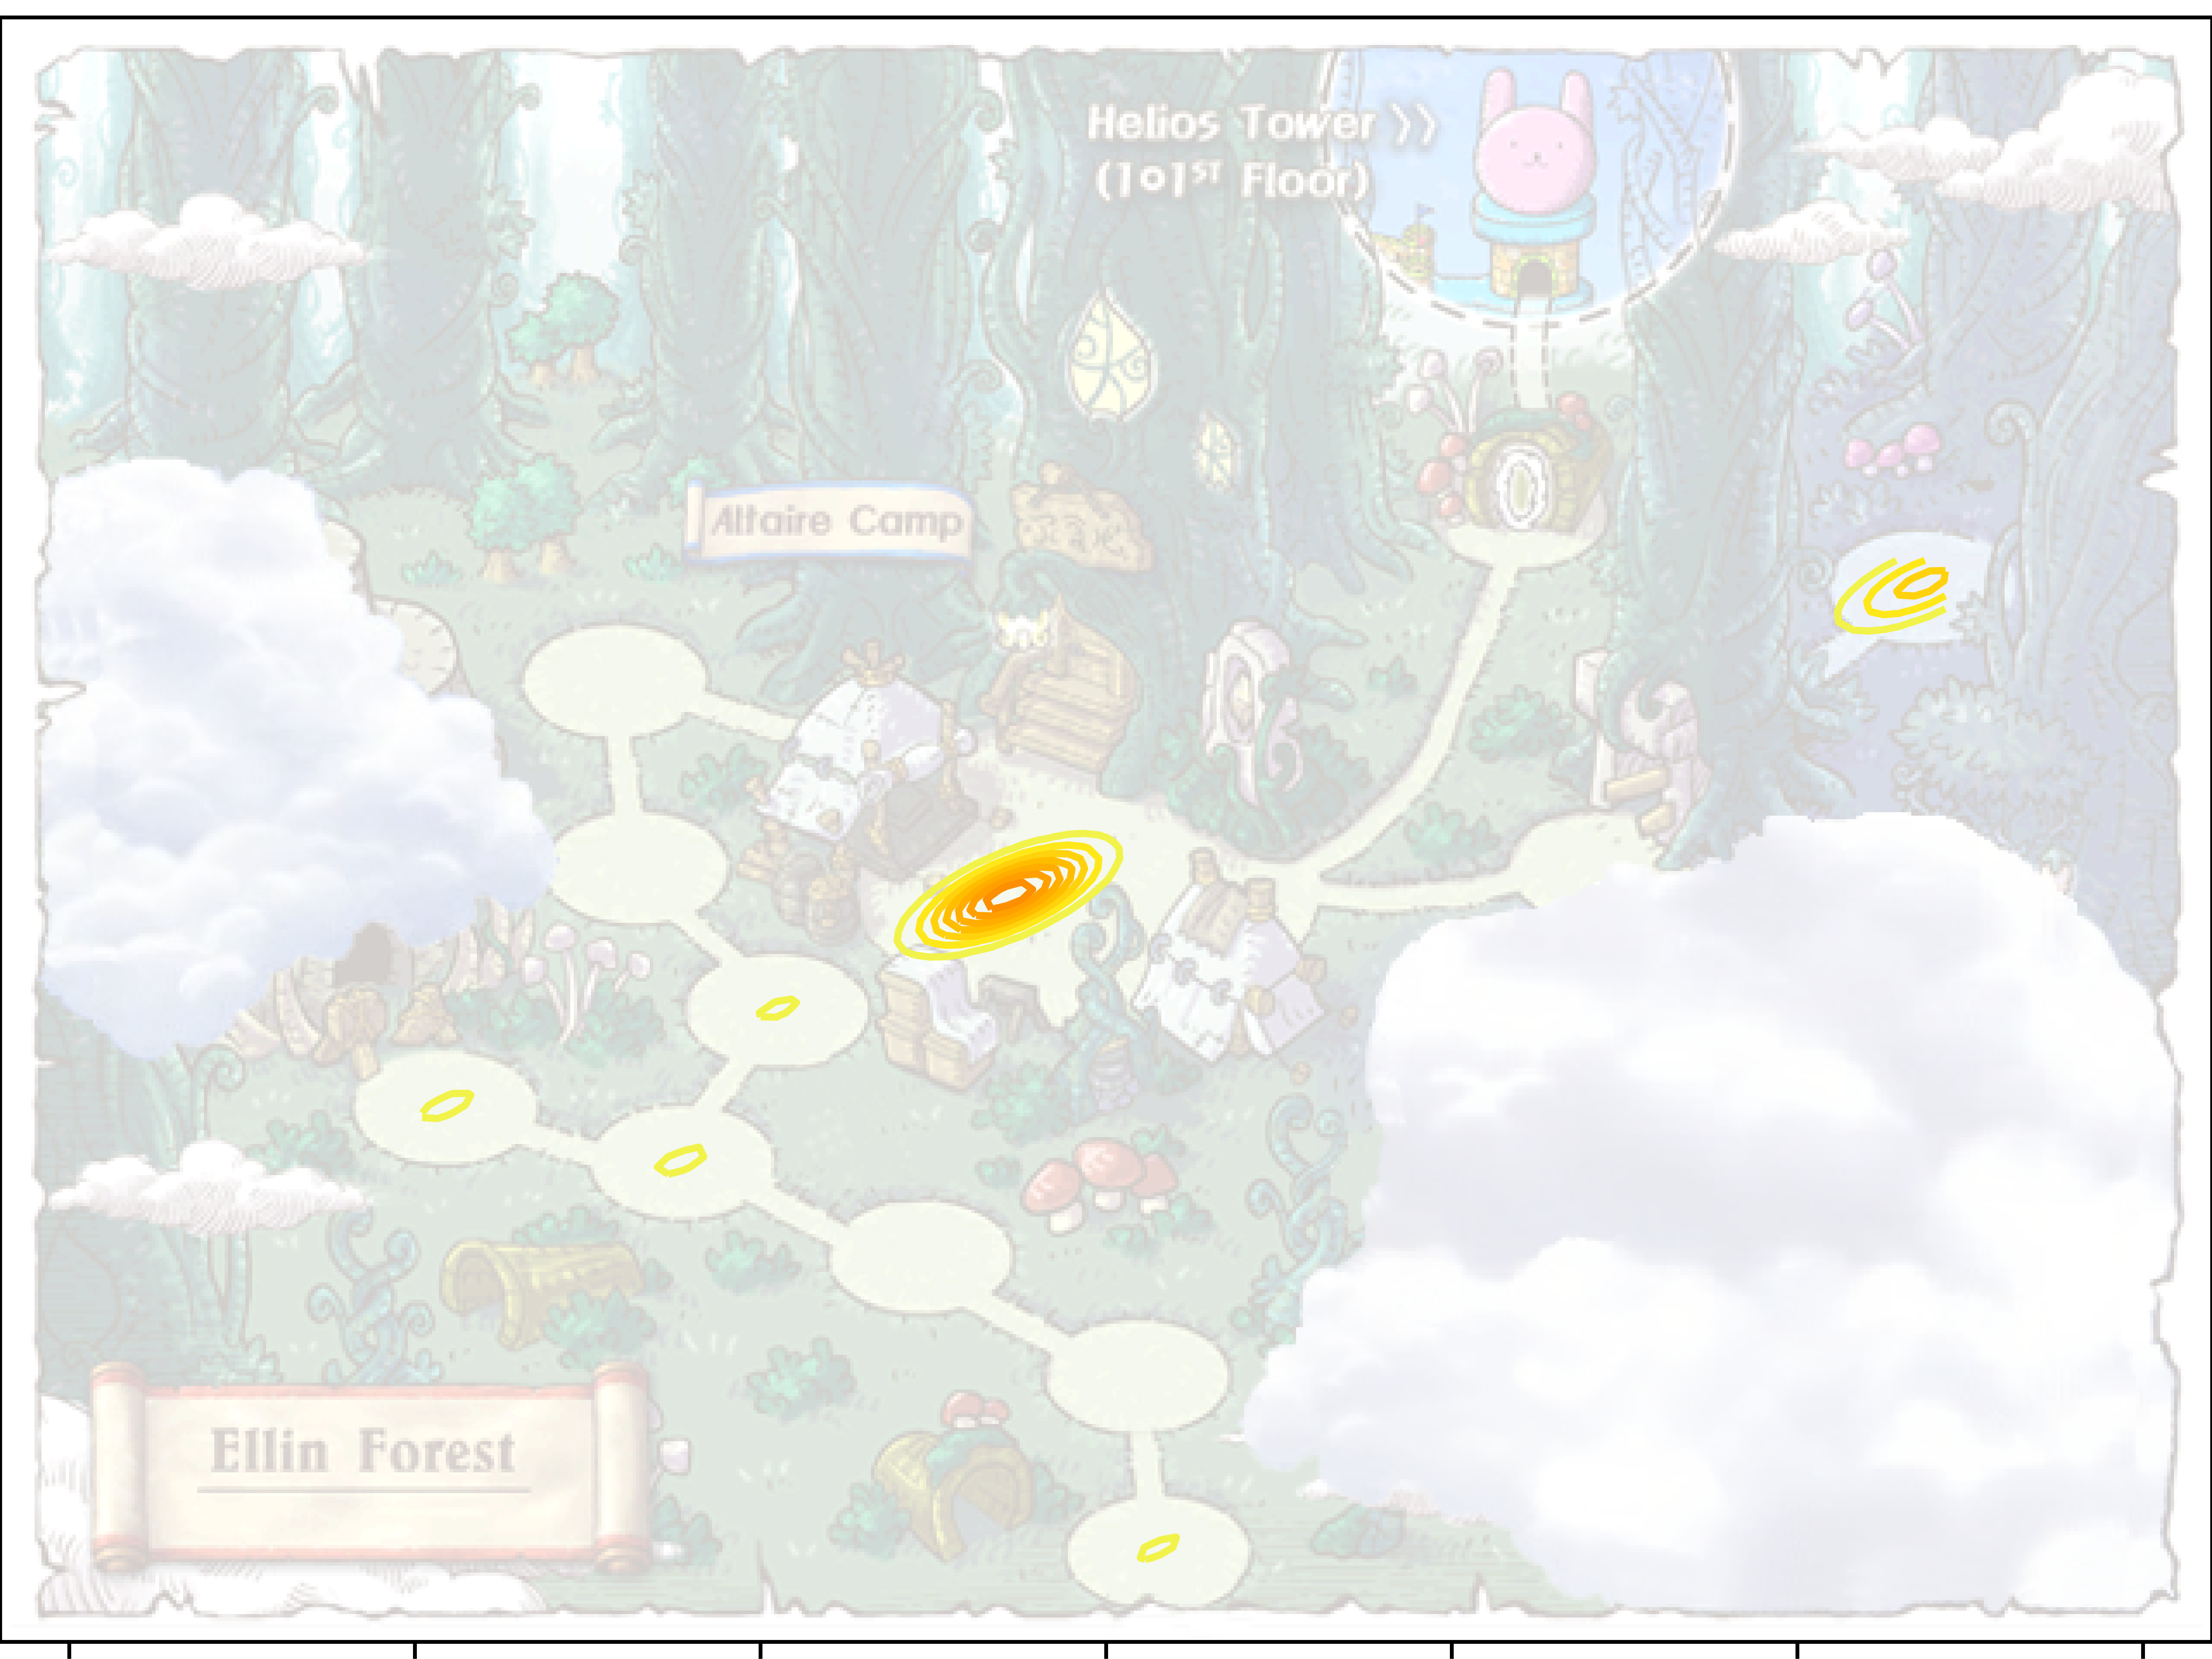 Helios Tower >>
(101ST Floor)
Altaire Camp
Ellin Forest